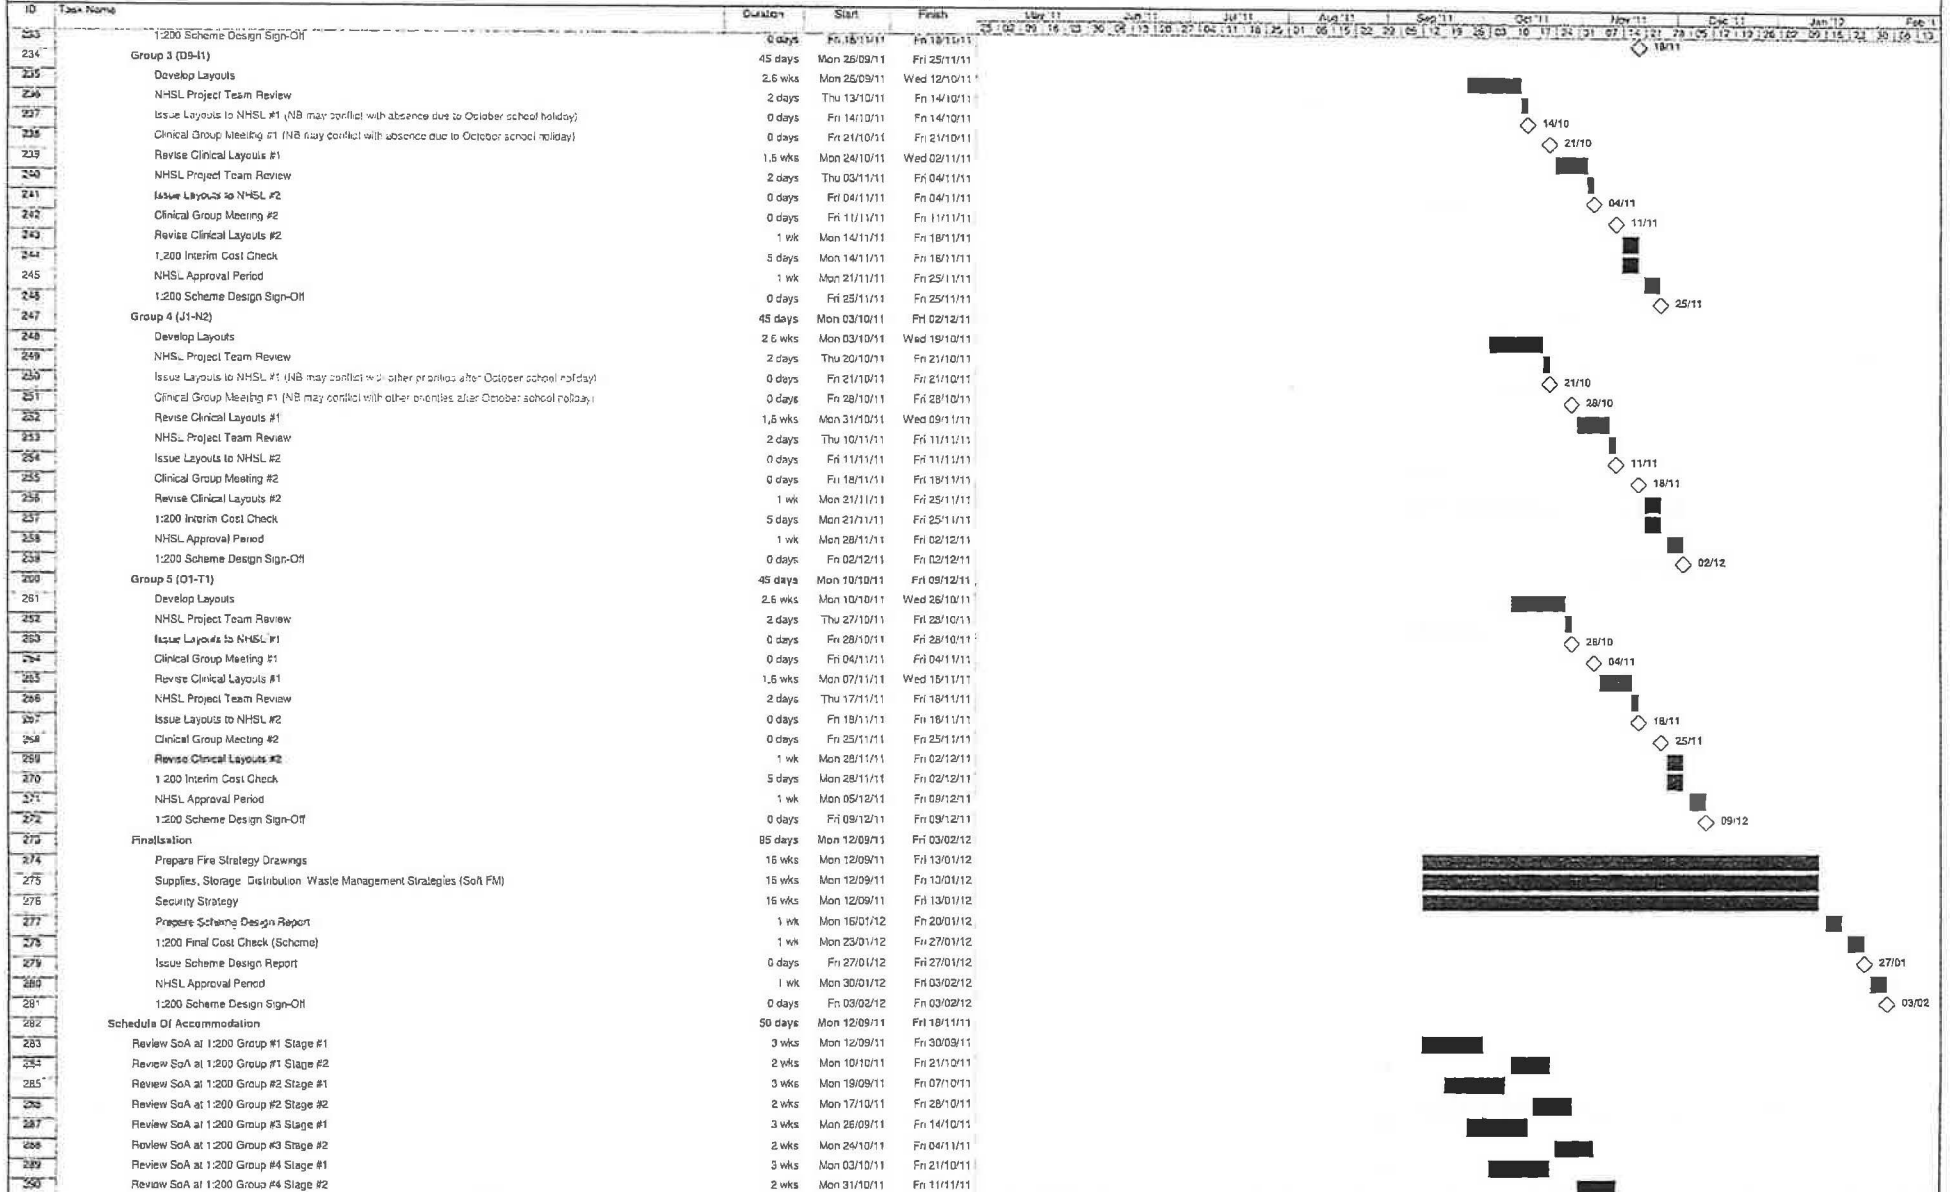 ID Task Name Duration Start Finish May '11 Jun '11 Jul '11 Aug '11 Sep '11 Oct '11 Nov '11 Dec '11 Jan '12 Feb '1
233 1:200 Scheme Design Sign-Off 0 days Fri 18/11/11 Fri 18/11/11 18/11
234 Group 3 (D9-I1) 45 days Mon 26/09/11 Fri 25/11/11
235 Develop Layouts 2.6 wks Mon 26/09/11 Wed 12/10/11
236 NHSL Project Team Review 2 days Thu 13/10/11 Fri 14/10/11
237 Issue Layouts to NHSL #1 (NB may conflict with absence due to October school holiday) 0 days Fri 14/10/11 Fri 14/10/11 14/10
238 Clinical Group Meeting #1 (NB may conflict with absence due to October school holiday) 0 days Fri 21/10/11 Fri 21/10/11 21/10
239 Revise Clinical Layouts #1 1.6 wks Mon 24/10/11 Wed 02/11/11
240 NHSL Project Team Review 2 days Thu 03/11/11 Fri 04/11/11
241 Issue Layouts to NHSL #2 0 days Fri 04/11/11 Fri 04/11/11 04/11
242 Clinical Group Meeting #2 0 days Fri 11/11/11 Fri 11/11/11 11/11
243 Revise Clinical Layouts #2 1 wk Mon 14/11/11 Fri 18/11/11
244 1:200 Interim Cost Check 5 days Mon 14/11/11 Fri 18/11/11
245 NHSL Approval Period 1 wk Mon 21/11/11 Fri 25/11/11
246 1:200 Scheme Design Sign-Off 0 days Fri 25/11/11 Fri 25/11/11 25/11
247 Group 4 (J1-N2) 45 days Mon 03/10/11 Fri 02/12/11
248 Develop Layouts 2.6 wks Mon 03/10/11 Wed 19/10/11
249 NHSL Project Team Review 2 days Thu 20/10/11 Fri 21/10/11
250 Issue Layouts to NHSL #1 (NB may conflict with other priorities after October school holiday) 0 days Fri 21/10/11 Fri 21/10/11 21/10
251 Clinical Group Meeting #1 (NB may conflict with other priorities after October school holiday) 0 days Fri 28/10/11 Fri 28/10/11 28/10
252 Revise Clinical Layouts #1 1.6 wks Mon 31/10/11 Wed 09/11/11
253 NHSL Project Team Review 2 days Thu 10/11/11 Fri 11/11/11
254 Issue Layouts to NHSL #2 0 days Fri 11/11/11 Fri 11/11/11 11/11
255 Clinical Group Meeting #2 0 days Fri 18/11/11 Fri 18/11/11 18/11
256 Revise Clinical Layouts #2 1 wk Mon 21/11/11 Fri 25/11/11
257 1:200 Interim Cost Check 5 days Mon 21/11/11 Fri 25/11/11
258 NHSL Approval Period 1 wk Mon 28/11/11 Fri 02/12/11
259 1:200 Scheme Design Sign-Off 0 days Fri 02/12/11 Fri 02/12/11 02/12
260 Group 5 (O1-T1) 45 days Mon 10/10/11 Fri 09/12/11
261 Develop Layouts 2.6 wks Mon 10/10/11 Wed 26/10/11
262 NHSL Project Team Review 2 days Thu 27/10/11 Fri 28/10/11
263 Issue Layouts to NHSL #1 0 days Fri 28/10/11 Fri 28/10/11 28/10
264 Clinical Group Meeting #1 0 days Fri 04/11/11 Fri 04/11/11 04/11
265 Revise Clinical Layouts #1 1.6 wks Mon 07/11/11 Wed 16/11/11
266 NHSL Project Team Review 2 days Thu 17/11/11 Fri 18/11/11
267 Issue Layouts to NHSL #2 0 days Fri 18/11/11 Fri 18/11/11 18/11
268 Clinical Group Meeting #2 0 days Fri 25/11/11 Fri 25/11/11 25/11
269 Revise Clinical Layouts #2 1 wk Mon 28/11/11 Fri 02/12/11
270 1:200 Interim Cost Check 5 days Mon 28/11/11 Fri 02/12/11
271 NHSL Approval Period 1 wk Mon 05/12/11 Fri 09/12/11
272 1:200 Scheme Design Sign-Off 0 days Fri 09/12/11 Fri 09/12/11 09/12
273 Finalisation 85 days Mon 12/09/11 Fri 03/02/12
274 Prepare Fire Strategy Drawings 16 wks Mon 12/09/11 Fri 13/01/12
275 Supplies, Storage, Distribution, Waste Management Strategies (Soft FM) 16 wks Mon 12/09/11 Fri 13/01/12
276 Security Strategy 16 wks Mon 12/09/11 Fri 13/01/12
277 Prepare Scheme Design Report 1 wk Mon 16/01/12 Fri 20/01/12
278 1:200 Final Cost Check (Scheme) 1 wk Mon 23/01/12 Fri 27/01/12
279 Issue Scheme Design Report 0 days Fri 27/01/12 Fri 27/01/12 27/01
280 NHSL Approval Period 1 wk Mon 30/01/12 Fri 03/02/12
281 1:200 Scheme Design Sign-Off 0 days Fri 03/02/12 Fri 03/02/12 03/02
282 Schedule Of Accommodation 50 days Mon 12/09/11 Fri 18/11/11
283 Review SoA at 1:200 Group #1 Stage #1 3 wks Mon 12/09/11 Fri 30/09/11
284 Review SoA at 1:200 Group #1 Stage #2 2 wks Mon 10/10/11 Fri 21/10/11
285 Review SoA at 1:200 Group #2 Stage #1 3 wks Mon 19/09/11 Fri 07/10/11
286 Review SoA at 1:200 Group #2 Stage #2 2 wks Mon 17/10/11 Fri 28/10/11
287 Review SoA at 1:200 Group #3 Stage #1 3 wks Mon 26/09/11 Fri 14/10/11
288 Review SoA at 1:200 Group #3 Stage #2 2 wks Mon 24/10/11 Fri 04/11/11
289 Review SoA at 1:200 Group #4 Stage #1 3 wks Mon 03/10/11 Fri 21/10/11
290 Review SoA at 1:200 Group #4 Stage #2 2 wks Mon 31/10/11 Fri 11/11/11